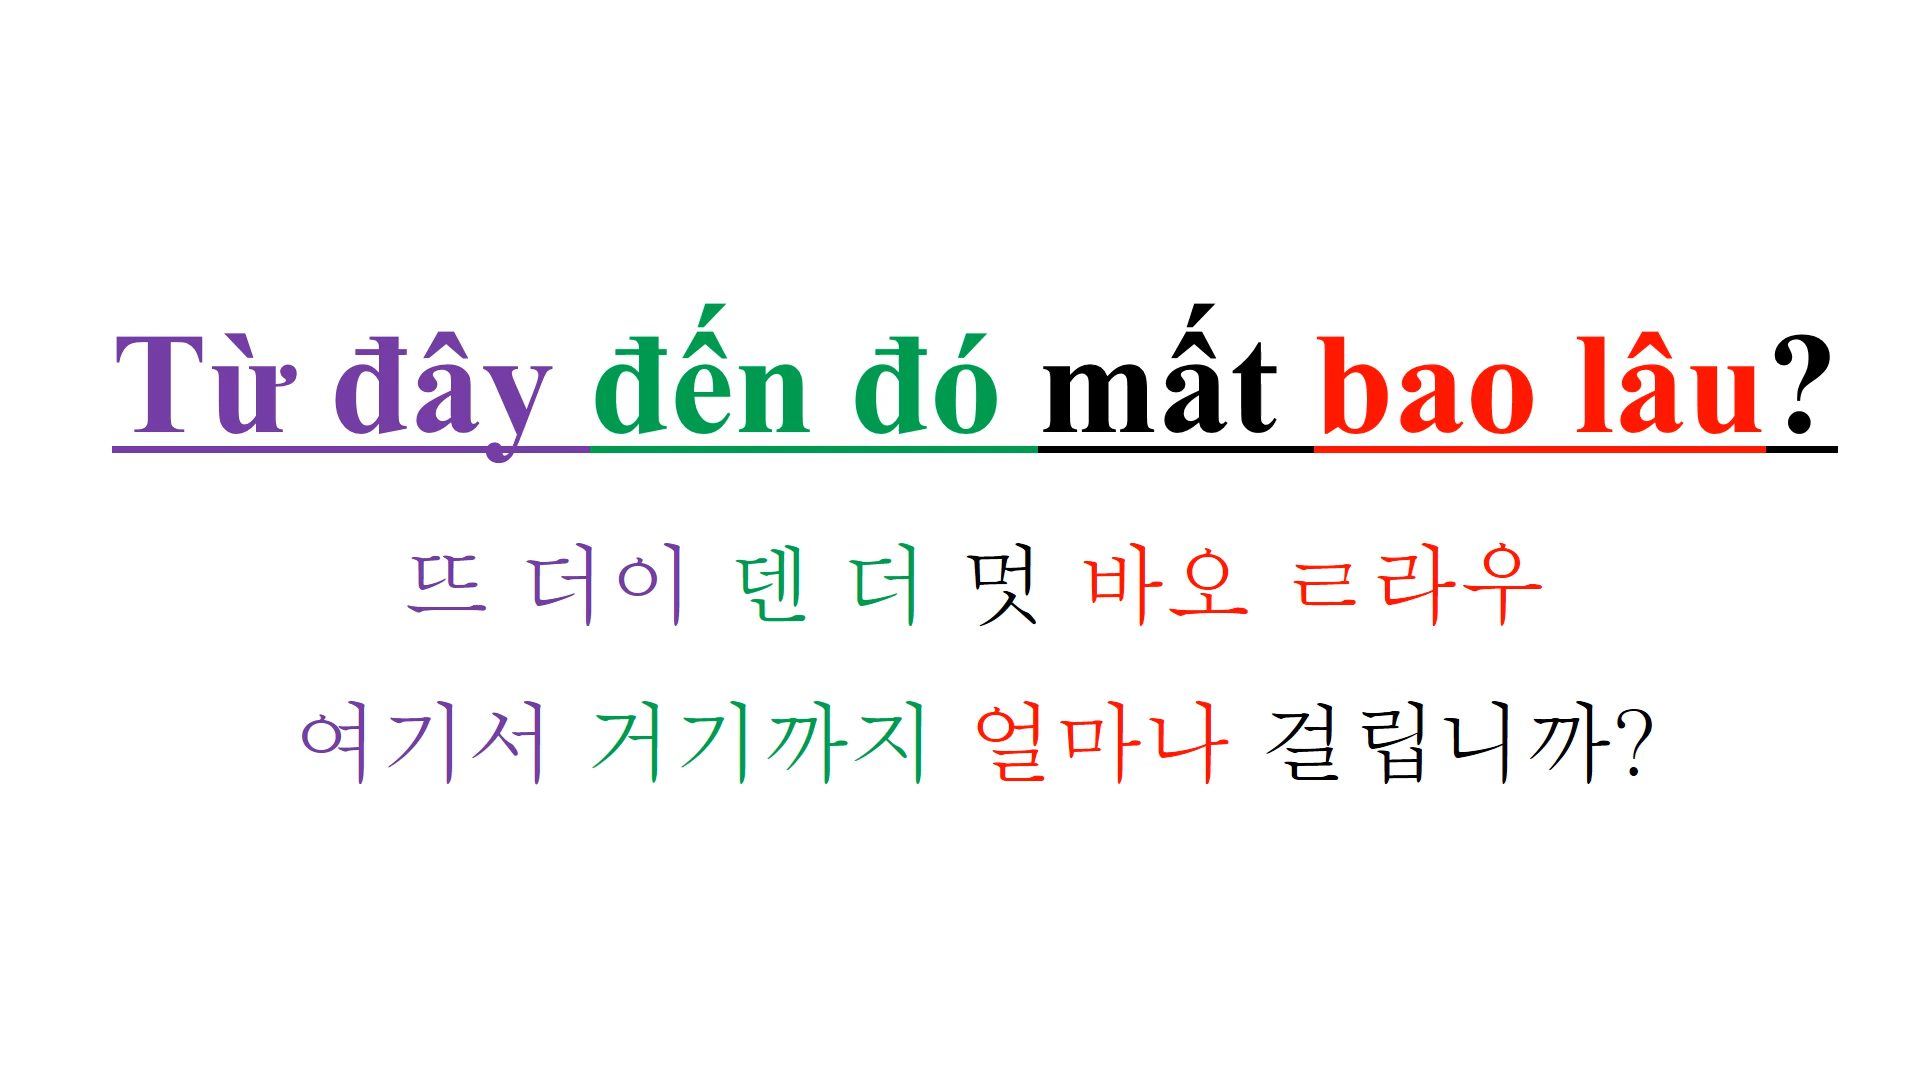 Từ đây đến đó mất bao lâu?
뜨 더이 덴 더 멋 바오 ㄹ라우
여기서 거기까지 얼마나 걸립니까?